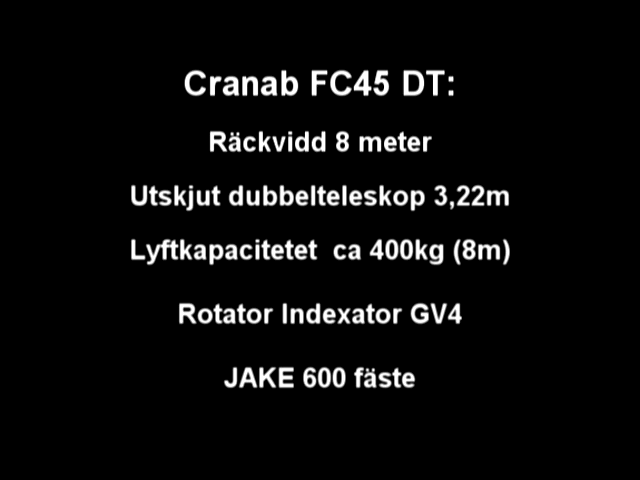 Cranab FC45 DT:
Räckvidd 8 meter
Utskjut dubbelteleskop 3,22m
Lyftkapacitetet ca 400kg (8m)
Rotator Indexator GV4
JAKE 600 fäste